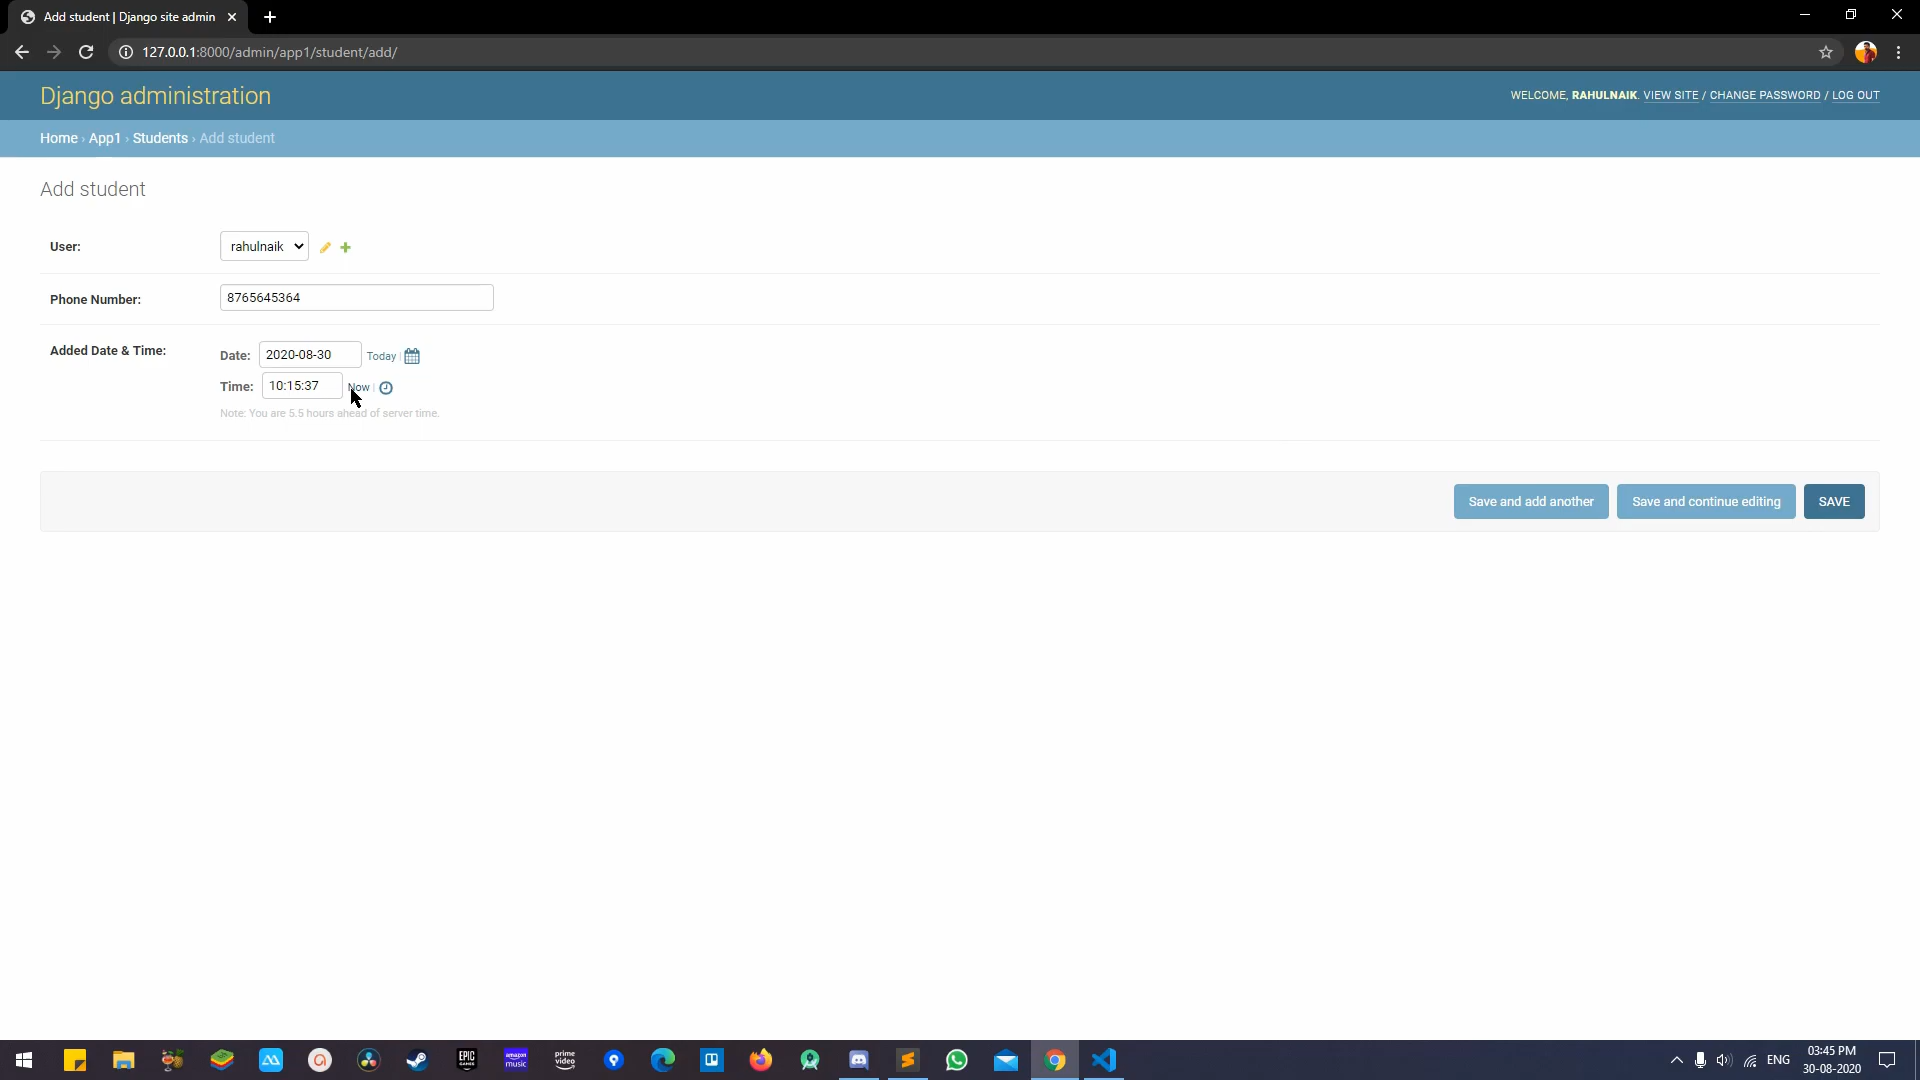 Add student | Django site admin
127.0.0.1:8000/admin/app1/student/add/
Django administration
WELCOME, RAHULNAIK. VIEW SITE / CHANGE PASSWORD / LOG OUT
Home › App1 › Students › Add student
Add student
User: rahulnaik
Phone Number: 8765645364
Added Date & Time:
Date: 2020-08-30 Today |
Time: 10:15:37 Now |
Note: You are 5.5 hours ahead of server time.
Save and add another Save and continue editing SAVE
EPIC GAMES
amazon music
prime video
ENG
03:45 PM
30-08-2020